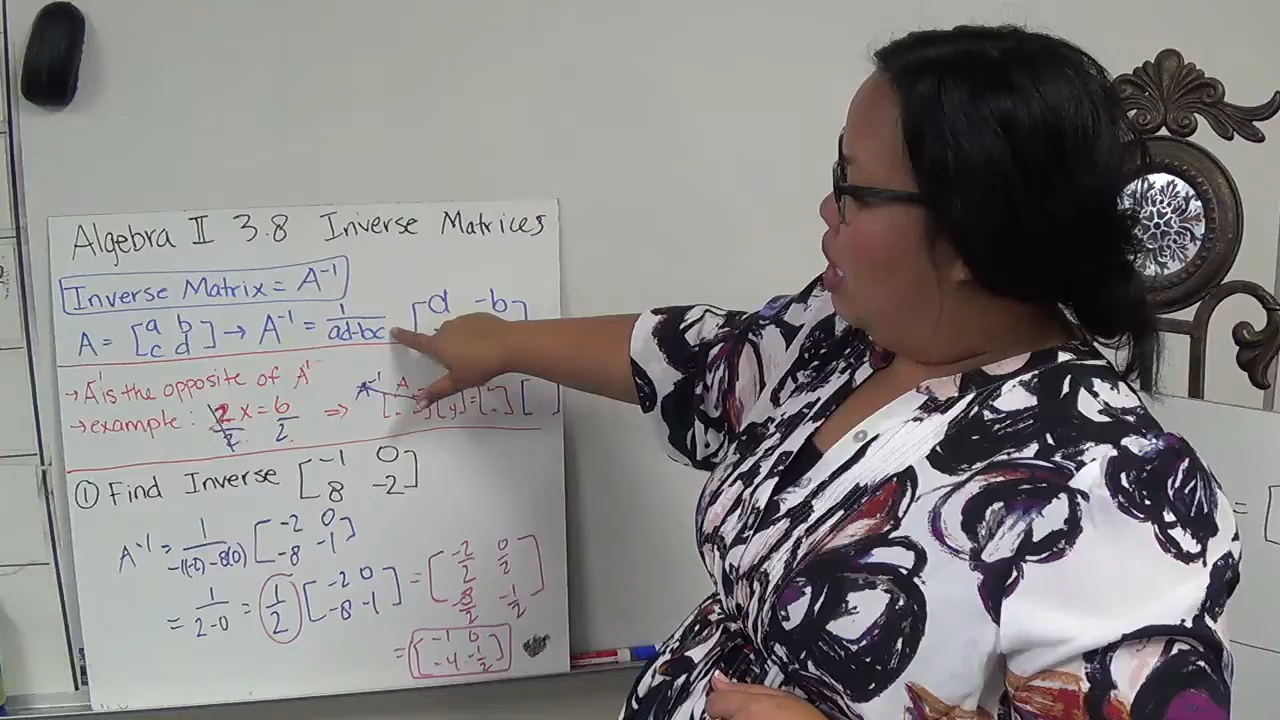 Algebra II 3.8 Inverse Matrices
Inverse Matrix = A⁻¹
A = [a b; c d] → A⁻¹ = 1/(ad-bc) [d -b
→ A⁻¹ is the opposite of A¹
→ example: 2x/2 = 6/2 ⇒ A⁻¹ A [y] = [ ] [ ]
① Find Inverse [-1 0; 8 -2]
A⁻¹ = 1/(-1(-2)-8(0)) [-2 0; -8 -1]
= 1/(2-0) = 1/2 [-2 0; -8 -1] = [-2/2 0/2; -8/2 -1/2]
= [-1 0; -4 -1/2]